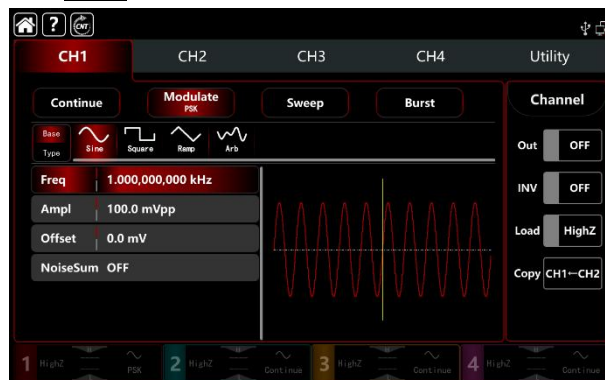 ? CNT
CH1 CH2 CH3 CH4 Utility
Continue Modulate PSK Sweep Burst Channel
Base Type Sine Square Ramp Arb
Out OFF
Freq 1.000,000,000 kHz
INV OFF
Ampl 100.0 mVpp
Offset 0.0 mV
Load HighZ
NoiseSum OFF
Copy CH1←CH2
1 HighZ PSK 2 HighZ Continue 3 HighZ Continue 4 HighZ Continue